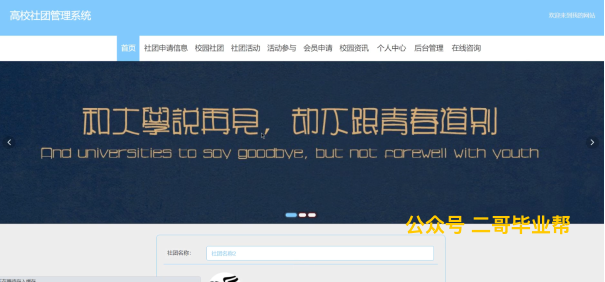 高校社团管理系统
欢迎来到我的网站
首页 社团申请信息 校园社团 社团活动 活动参与 会员申请 校园资讯 个人中心 后台管理 在线咨询
和大學説再見，却不跟青春道别
And universities to say goodbye, but not farewell with youth
公众号 二哥毕业帮
社团名称：
社团名称